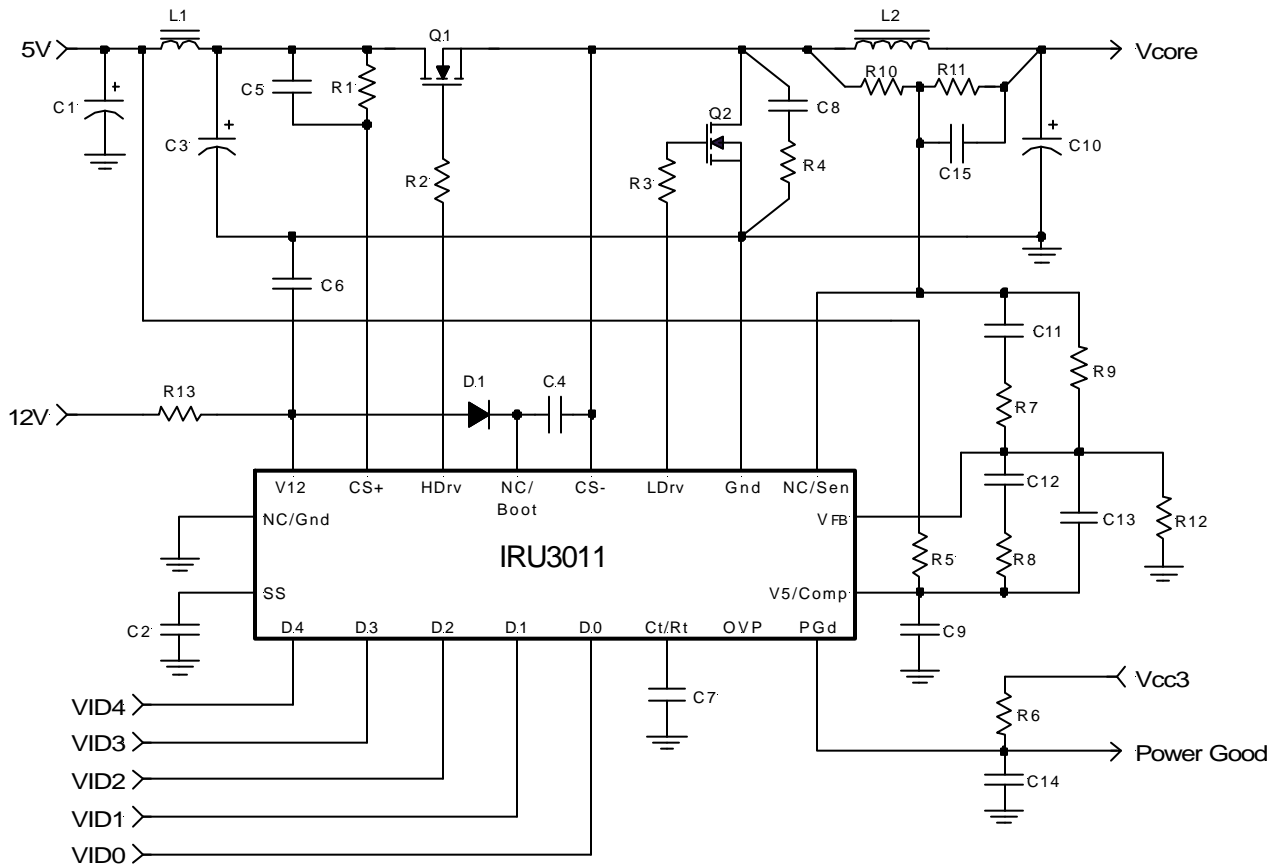 L1
Q1
L2
5V
Vcore
R10
R11
C5
R1
C8
C1
Q2
C3
C10
R2
R3
R4
C15
C6
C11
R9
D1
C4
R13
R7
12V
V12
CS+
HDrv
NC/
Boot
CS-
LDrv
Gnd
NC/Sen
C12
NC/Gnd
VFB
C13
R12
IRU3011
R5
R8
SS
V5/Comp
C2
D4
D3
D2
D1
D0
Ct/Rt
OVP
PGd
C9
Vcc3
C7
VID4
R6
VID3
Power Good
VID2
C14
VID1
VID0